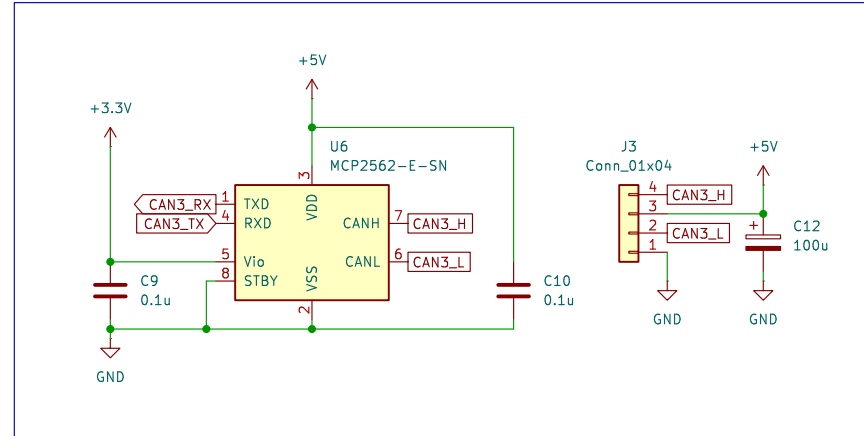 +5V
+3.3V
U6
MCP2562-E-SN
J3
Conn_01x04
+5V
3
VDD
CAN3_RX 1 TXD
CAN3_TX 4 RXD
CANH 7 CAN3_H
4 CAN3_H
3
2 CAN3_L
1
C12
100u
5 Vio
8 STBY
CANL 6 CAN3_L
VSS
2
C9
0.1u
C10
0.1u
GND
GND
GND
+